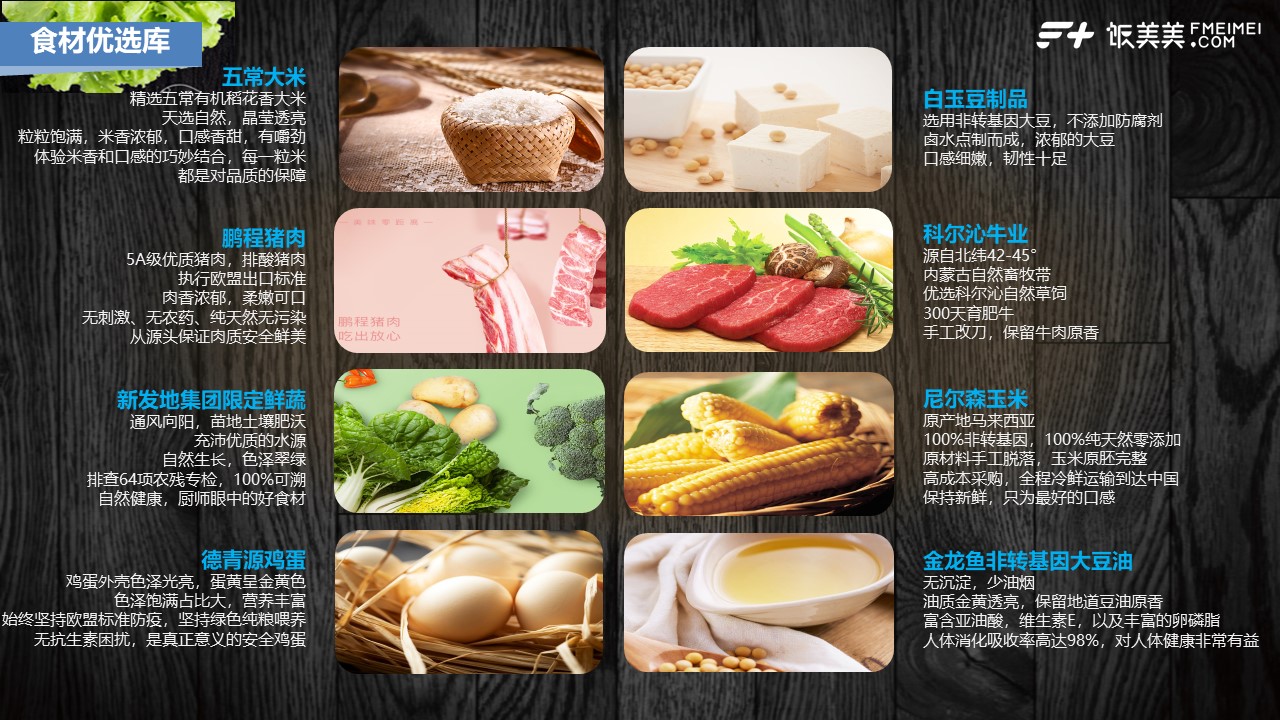 食材优选库
饭美美 FMEIMEI.COM
五常大米
精选五常有机稻花香大米
天选自然，晶莹透亮
粒粒饱满，米香浓郁，口感香甜，有嚼劲
体验米香和口感的巧妙结合，每一粒米
都是对品质的保障
白玉豆制品
选用非转基因大豆，不添加防腐剂
卤水点制而成，浓郁的大豆
口感细嫩，韧性十足
鹏程猪肉
5A级优质猪肉，排酸猪肉
执行欧盟出口标准
肉香浓郁，柔嫩可口
无刺激、无农药、纯天然无污染
从源头保证肉质安全鲜美
鹏程猪肉
吃出放心
科尔沁牛业
源自北纬42-45°
内蒙古自然畜牧带
优选科尔沁自然草饲
300天育肥牛
手工改刀，保留牛肉原香
新发地集团限定鲜蔬
通风向阳，苗地土壤肥沃
充沛优质的水源
自然生长，色泽翠绿
排查64项农残专检，100%可溯
自然健康，厨师眼中的好食材
尼尔森玉米
原产地马来西亚
100%非转基因，100%纯天然零添加
原材料手工脱落，玉米原胚完整
高成本采购，全程冷鲜运输到达中国
保持新鲜，只为最好的口感
德青源鸡蛋
鸡蛋外壳色泽光亮，蛋黄呈金黄色
色泽饱满占比大，营养丰富
始终坚持欧盟标准防疫，坚持绿色纯粮喂养
无抗生素困扰，是真正意义的安全鸡蛋
金龙鱼非转基因大豆油
无沉淀，少油烟
油质金黄透亮，保留地道豆油原香
富含亚油酸，维生素E，以及丰富的卵磷脂
人体消化吸收率高达98%，对人体健康非常有益